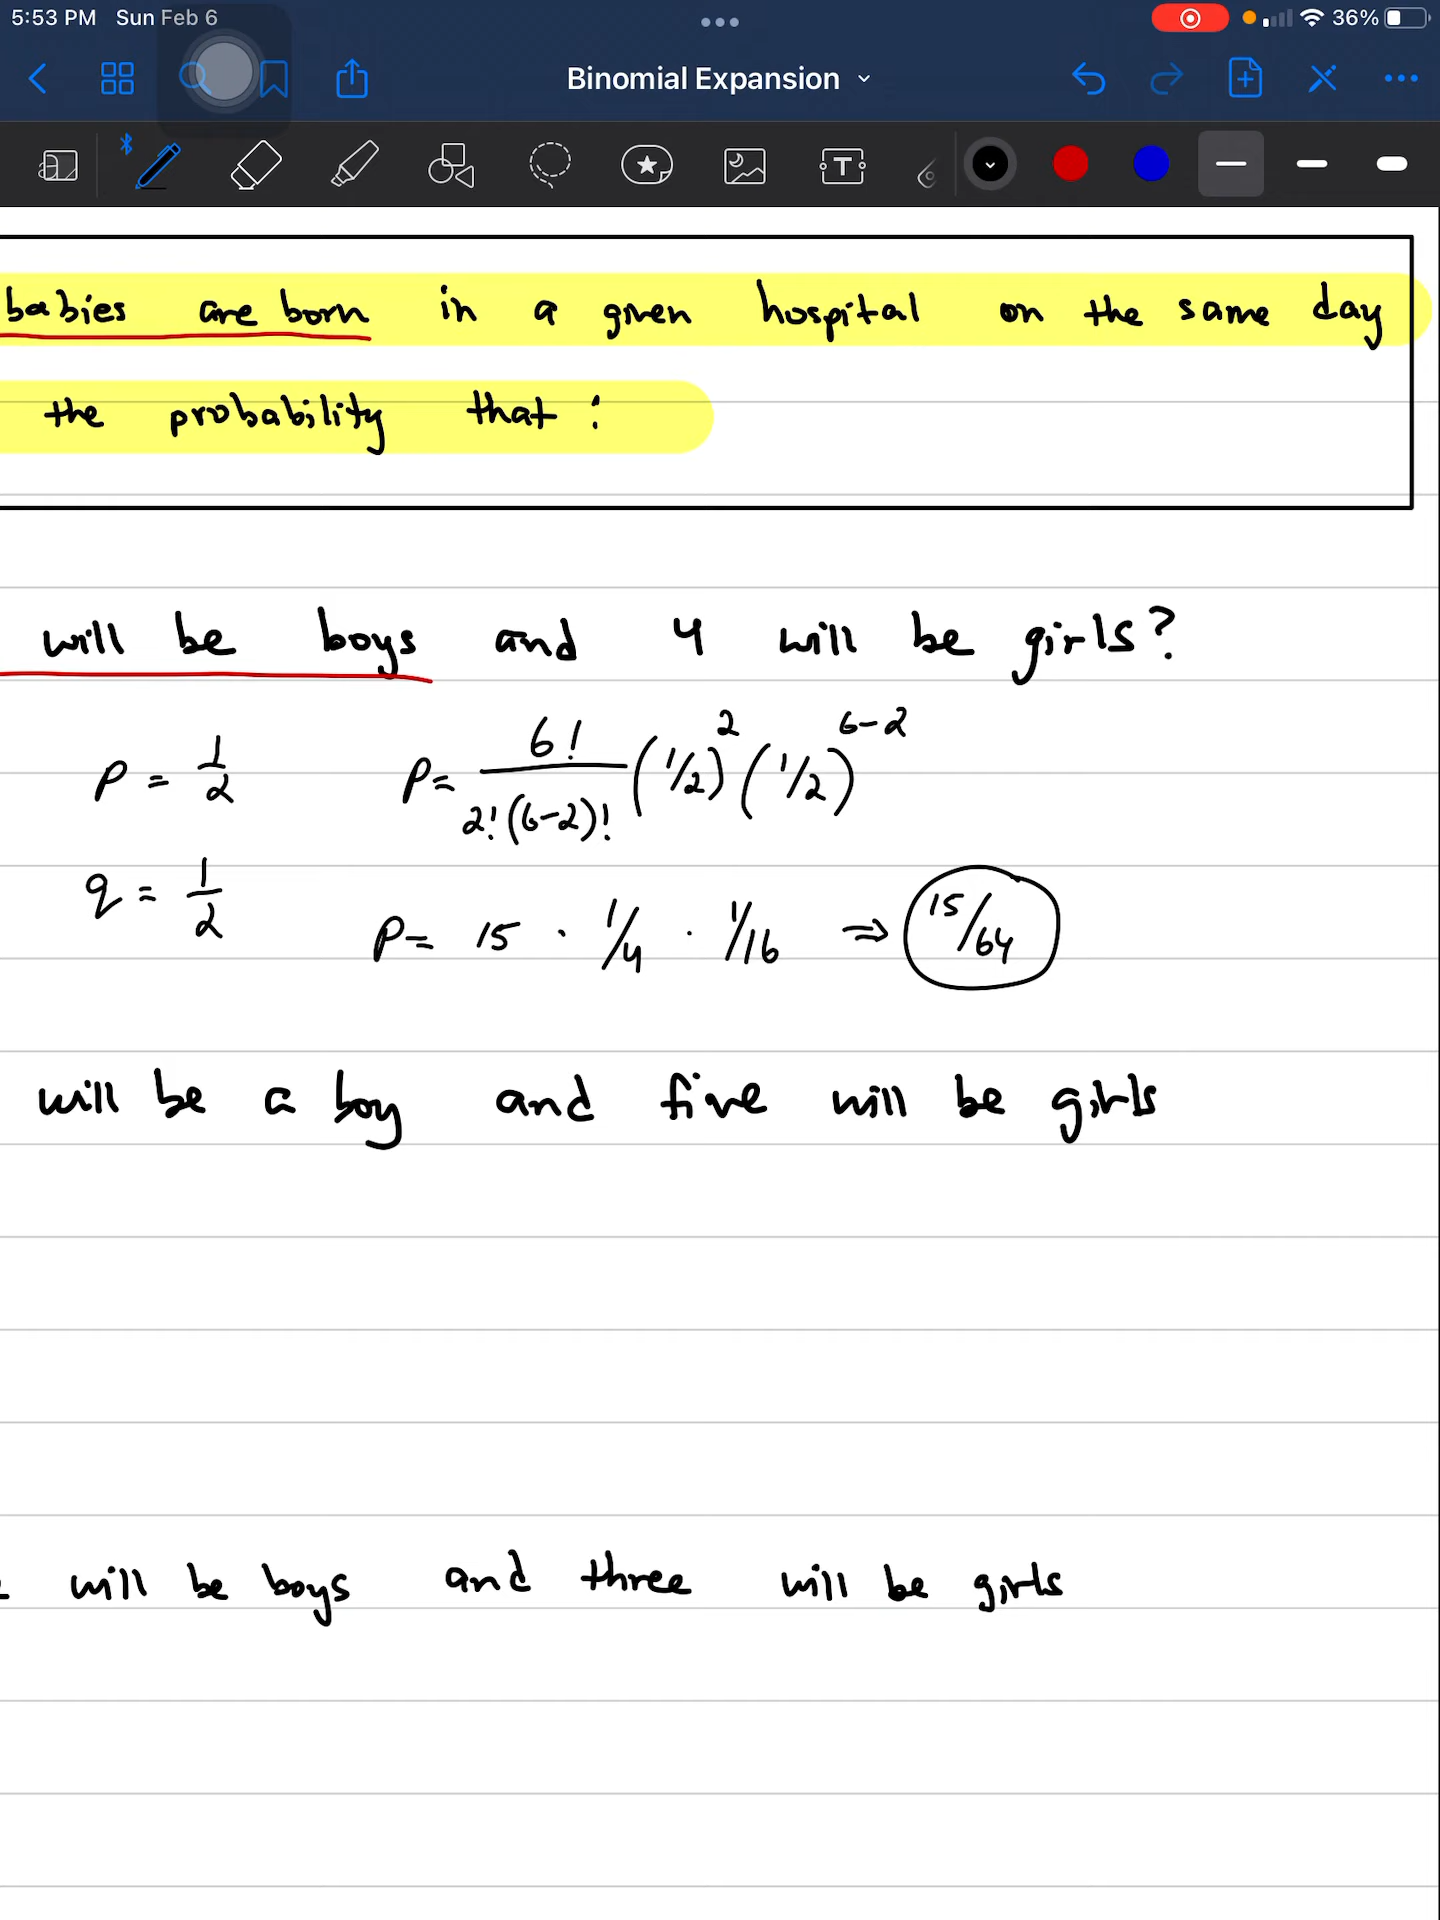 5:53 PM Sun Feb 6
36%
Binomial Expansion
babies are born in a given hospital on the same day
the probability that :
will be boys and 4 will be girls?
p = 1/2 P= 6!/2!(6-2)! (1/2)^2 (1/2)^6-2
q = 1/2 P= 15 · 1/4 · 1/16 ⇒ 15/64
will be a boy and five will be girls
will be boys and three will be girls